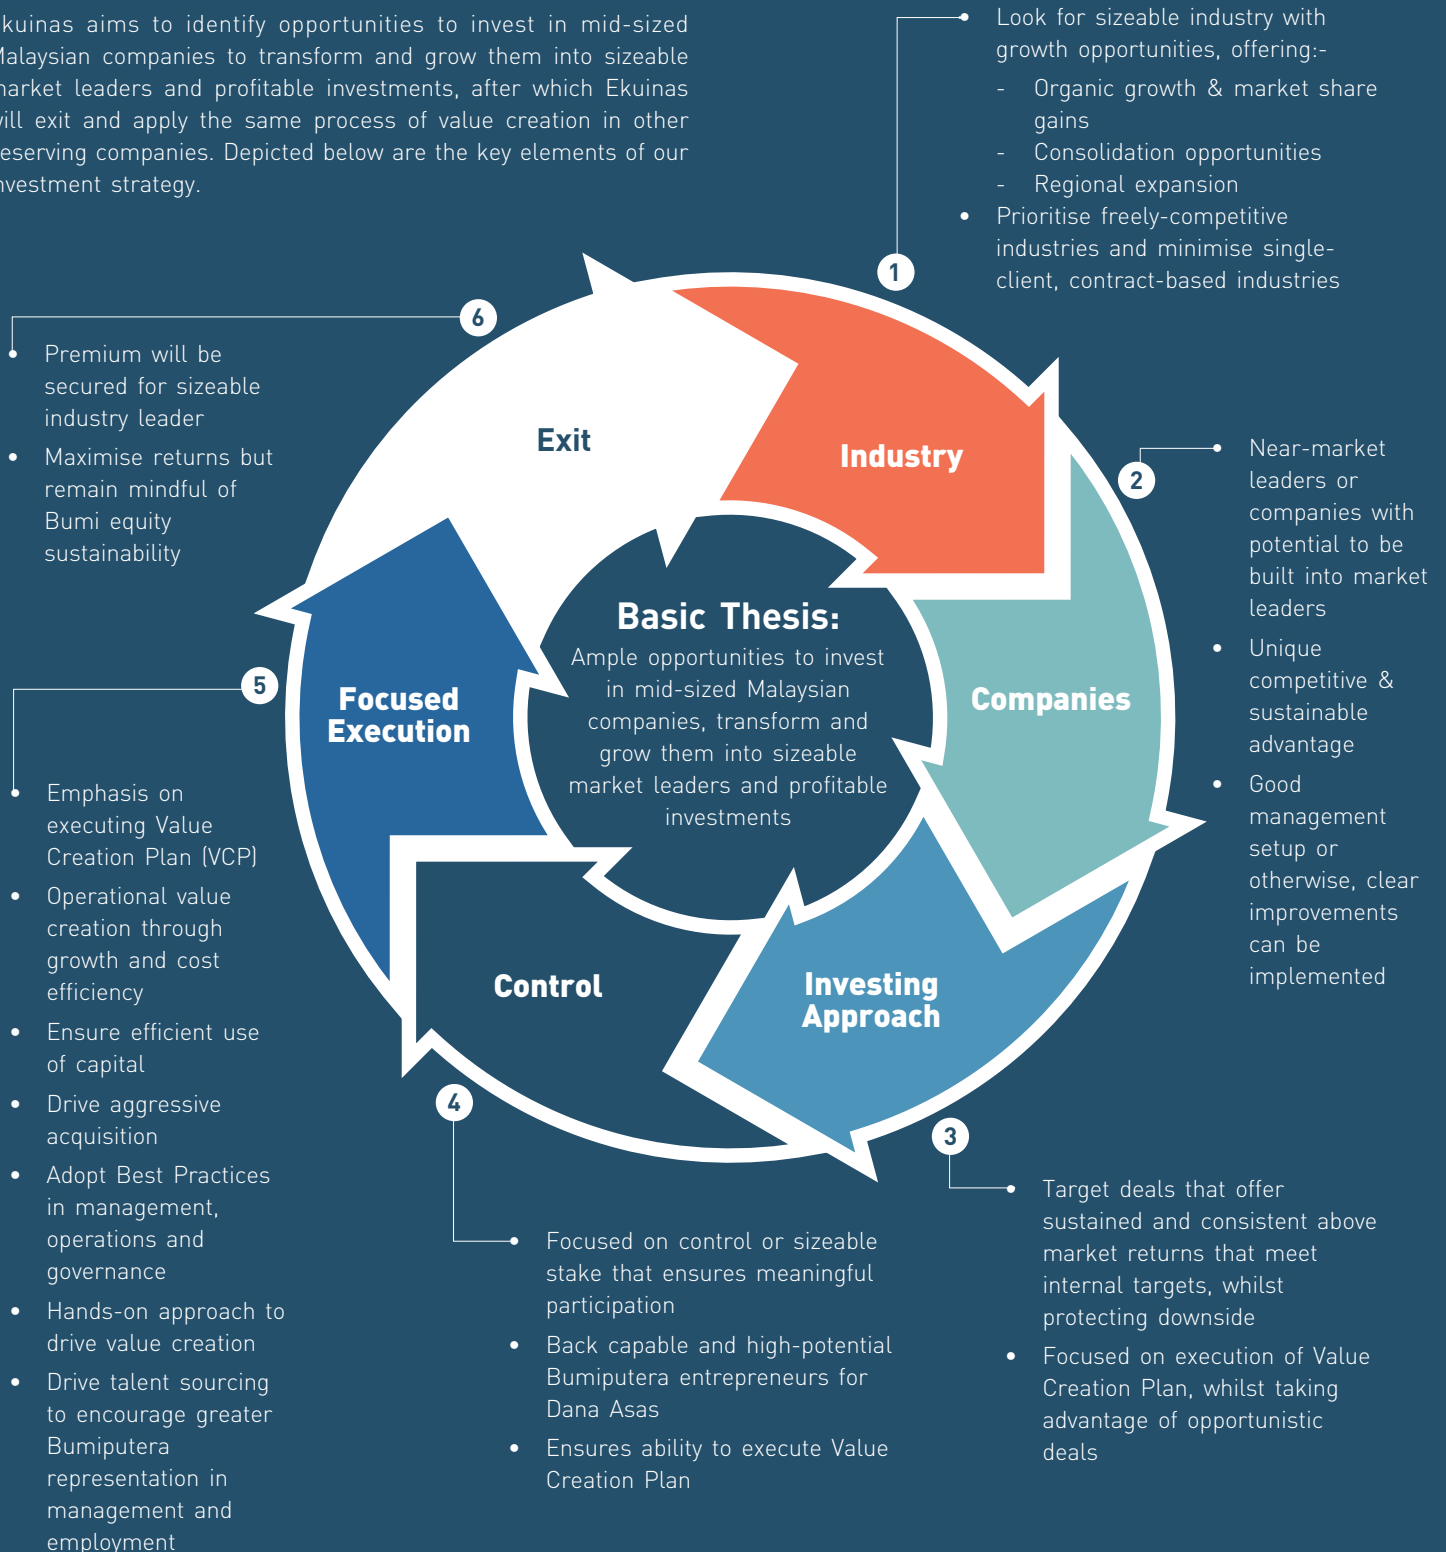 kuinas aims to identify opportunities to invest in mid-sized
Malaysian companies to transform and grow them into sizeable
market leaders and profitable investments, after which Ekuinas
will exit and apply the same process of value creation in other
deserving companies. Depicted below are the key elements of our
investment strategy.
1
• Look for sizeable industry with
growth opportunities, offering:-
- Organic growth & market share
gains
- Consolidation opportunities
- Regional expansion
• Prioritise freely-competitive
industries and minimise single-
client, contract-based industries
2
• Near-market
leaders or
companies with
potential to be
built into market
leaders
• Unique
competitive &
sustainable
advantage
• Good
management
setup or
otherwise, clear
improvements
can be
implemented
3
• Target deals that offer
sustained and consistent above
market returns that meet
internal targets, whilst
protecting downside
• Focused on execution of Value
Creation Plan, whilst taking
advantage of opportunistic
deals
4
• Focused on control or sizeable
stake that ensures meaningful
participation
• Back capable and high-potential
Bumiputera entrepreneurs for
Dana Asas
• Ensures ability to execute Value
Creation Plan
5
• Emphasis on
executing Value
Creation Plan (VCP)
• Operational value
creation through
growth and cost
efficiency
• Ensure efficient use
of capital
• Drive aggressive
acquisition
• Adopt Best Practices
in management,
operations and
governance
• Hands-on approach to
drive value creation
• Drive talent sourcing
to encourage greater
Bumiputera
representation in
management and
employment
6
• Premium will be
secured for sizeable
industry leader
• Maximise returns but
remain mindful of
Bumi equity
sustainability
Exit
Industry
Companies
Investing
Approach
Control
Focused
Execution
Basic Thesis:
Ample opportunities to invest
in mid-sized Malaysian
companies, transform and
grow them into sizeable
market leaders and profitable
investments